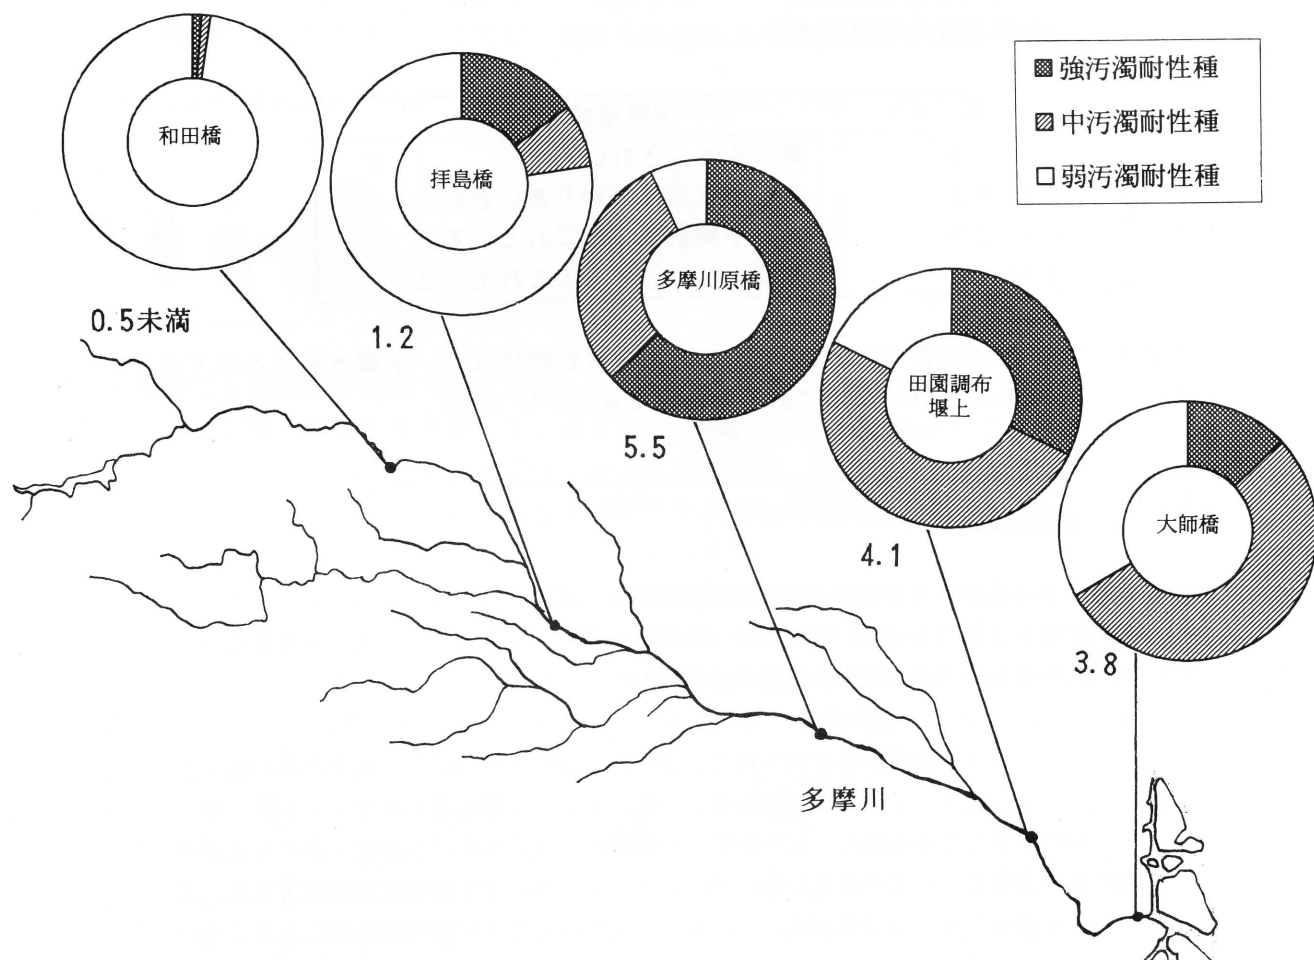 強汚濁耐性種
中汚濁耐性種
弱汚濁耐性種
和田橋
0.5未満
拝島橋
1.2
多摩川原橋
5.5
田園調布
堰上
4.1
大師橋
3.8
多摩川